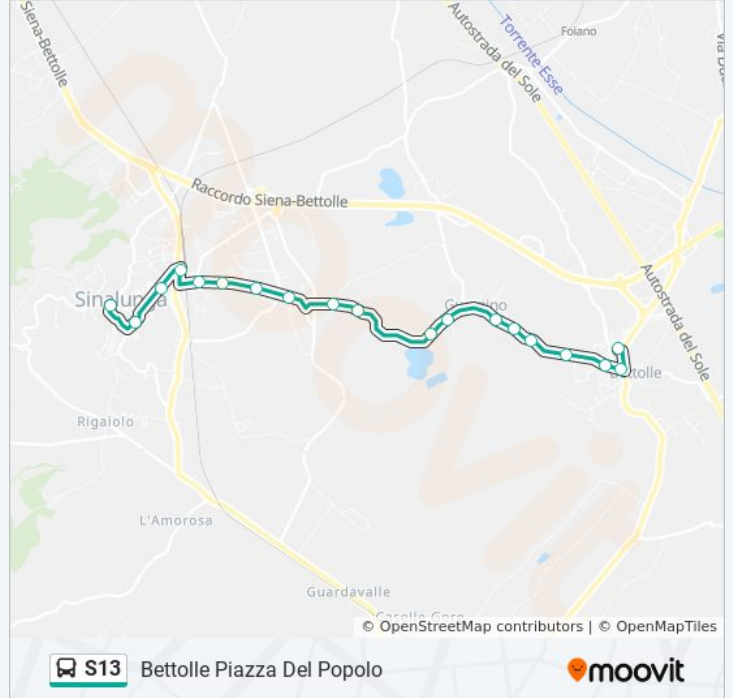 Siena-Bettolle
Autostrada del Sole
Torrente Esse
Foiano
Raccordo Siena-Bettolle
Sinalunga
Autostrada del Sole
Bettolle
Rigaiolo
L'Amorosa
Guardavalle
© OpenStreetMap contributors | © OpenMapTiles
S13 Bettolle Piazza Del Popolo
moovit